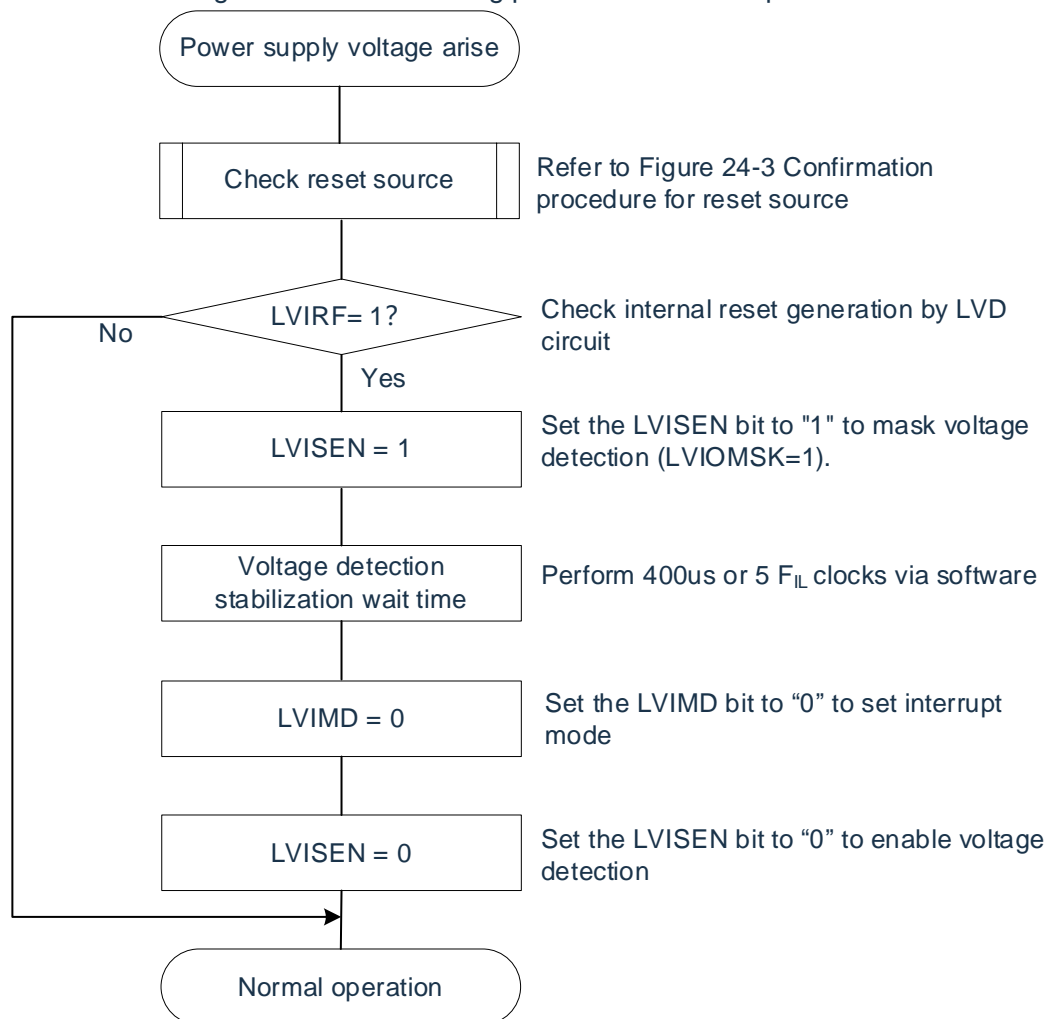 Power supply voltage arise
Check reset source
Refer to Figure 24-3 Confirmation
procedure for reset source
LVIRF= 1?
Check internal reset generation by LVD
circuit
No
Yes
LVISEN = 1
Set the LVISEN bit to "1" to mask voltage
detection (LVIOMSK=1).
Voltage detection
stabilization wait time
Perform 400us or 5 FIL clocks via software
LVIMD = 0
Set the LVIMD bit to “0” to set interrupt
mode
LVISEN = 0
Set the LVISEN bit to “0” to enable voltage
detection
Normal operation